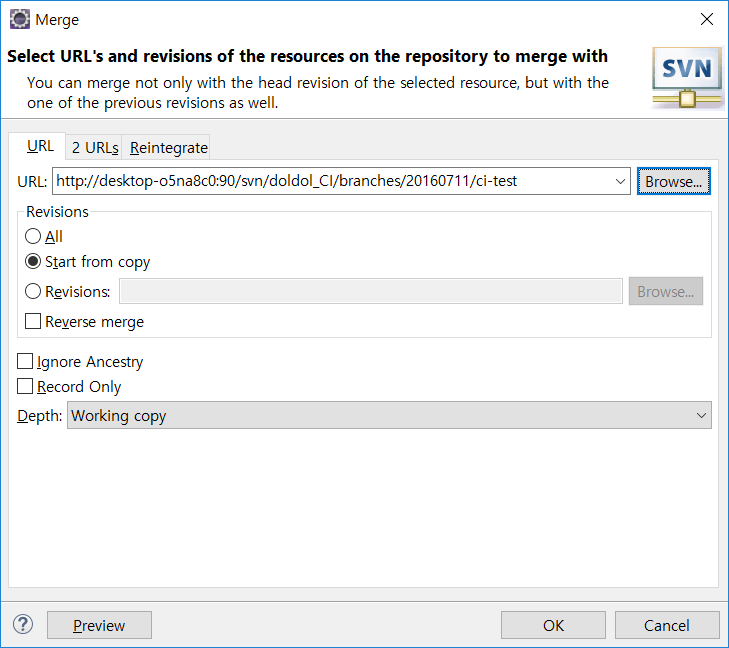 Merge
Select URL's and revisions of the resources on the repository to merge with
You can merge not only with the head revision of the selected resource, but with the
one of the previous revisions as well.
SVN
URL 2 URLs Reintegrate
URL: http://desktop-o5na8c0:90/svn/doldol_CI/branches/20160711/ci-test Browse...
Revisions
All
Start from copy
Revisions: Browse...
Reverse merge
Ignore Ancestry
Record Only
Depth: Working copy
? Preview OK Cancel